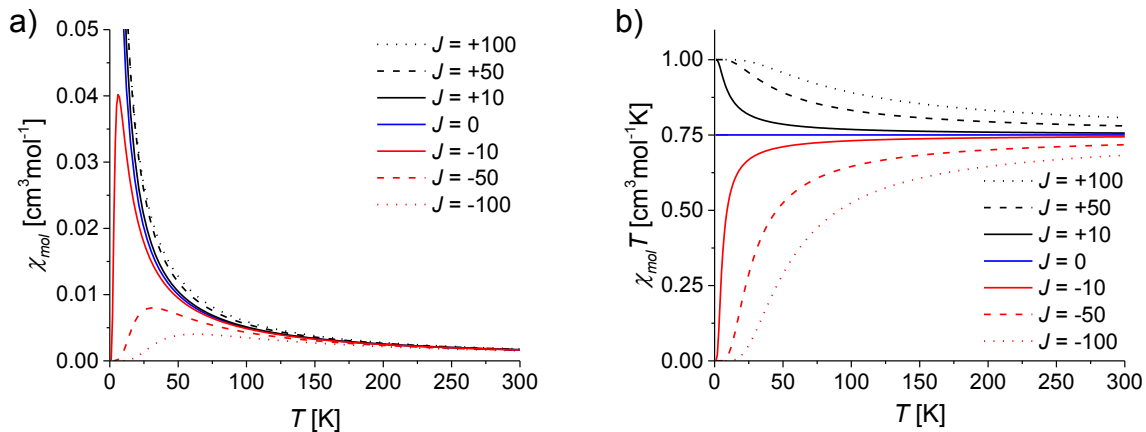 a)
0.05
0.04
0.03
0.02
0.01
0.00
χmol [cm³mol⁻¹]
0 50 100 150 200 250 300
T [K]
J = +100
J = +50
J = +10
J = 0
J = -10
J = -50
J = -100
b)
1.00
0.75
0.50
0.25
0.00
χmolT [cm³mol⁻¹K]
0 50 100 150 200 250 300
T [K]
J = +100
J = +50
J = +10
J = 0
J = -10
J = -50
J = -100